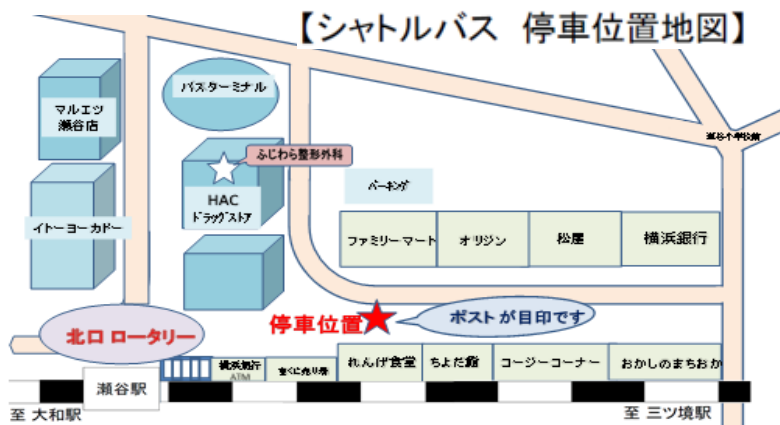 【シャトルバス 停車位置地図】
マルエツ
瀬谷店
バスターミナル
瀬谷小学校前
ふじわら整形外科
HAC
ドラッグストア
パーキング
イトーヨーカドー
ファミリーマート
オリジン
松屋
横浜銀行
北口 ロータリー
停車位置
ポストが目印です
横浜銀行
ATM
宝くじ売り場
れんげ食堂
ちよだ鮨
コージーコーナー
おかしのまちおか
瀬谷駅
至 大和駅
至 三ツ境駅